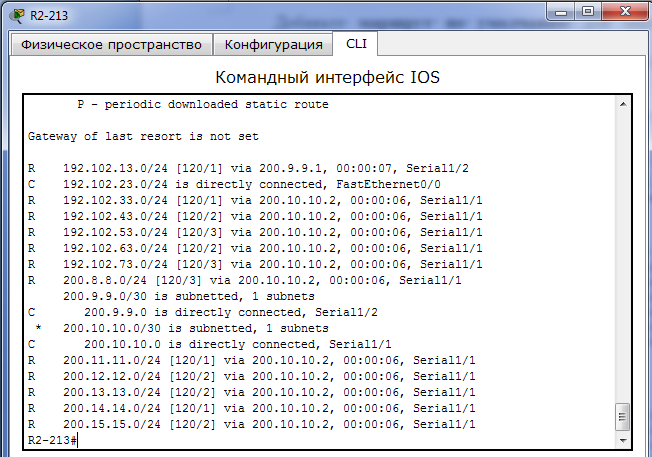 R2-213
Физическое пространство Конфигурация CLI
Командный интерфейс IOS
P - periodic downloaded static route
Gateway of last resort is not set
R 192.102.13.0/24 [120/1] via 200.9.9.1, 00:00:07, Serial1/2
C 192.102.23.0/24 is directly connected, FastEthernet0/0
R 192.102.33.0/24 [120/1] via 200.10.10.2, 00:00:06, Serial1/1
R 192.102.43.0/24 [120/2] via 200.10.10.2, 00:00:06, Serial1/1
R 192.102.53.0/24 [120/3] via 200.10.10.2, 00:00:06, Serial1/1
R 192.102.63.0/24 [120/2] via 200.10.10.2, 00:00:06, Serial1/1
R 192.102.73.0/24 [120/3] via 200.10.10.2, 00:00:06, Serial1/1
R 200.8.8.0/24 [120/3] via 200.10.10.2, 00:00:06, Serial1/1
200.9.9.0/30 is subnetted, 1 subnets
C 200.9.9.0 is directly connected, Serial1/2
* 200.10.10.0/30 is subnetted, 1 subnets
C 200.10.10.0 is directly connected, Serial1/1
R 200.11.11.0/24 [120/1] via 200.10.10.2, 00:00:06, Serial1/1
R 200.12.12.0/24 [120/2] via 200.10.10.2, 00:00:06, Serial1/1
R 200.13.13.0/24 [120/2] via 200.10.10.2, 00:00:06, Serial1/1
R 200.14.14.0/24 [120/1] via 200.10.10.2, 00:00:06, Serial1/1
R 200.15.15.0/24 [120/2] via 200.10.10.2, 00:00:06, Serial1/1
R2-213#